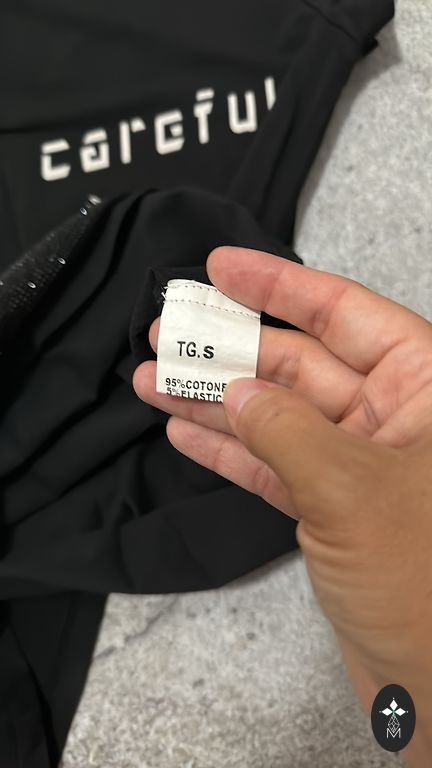 careful
TG.S
95%COTONE
5%ELASTIC
M